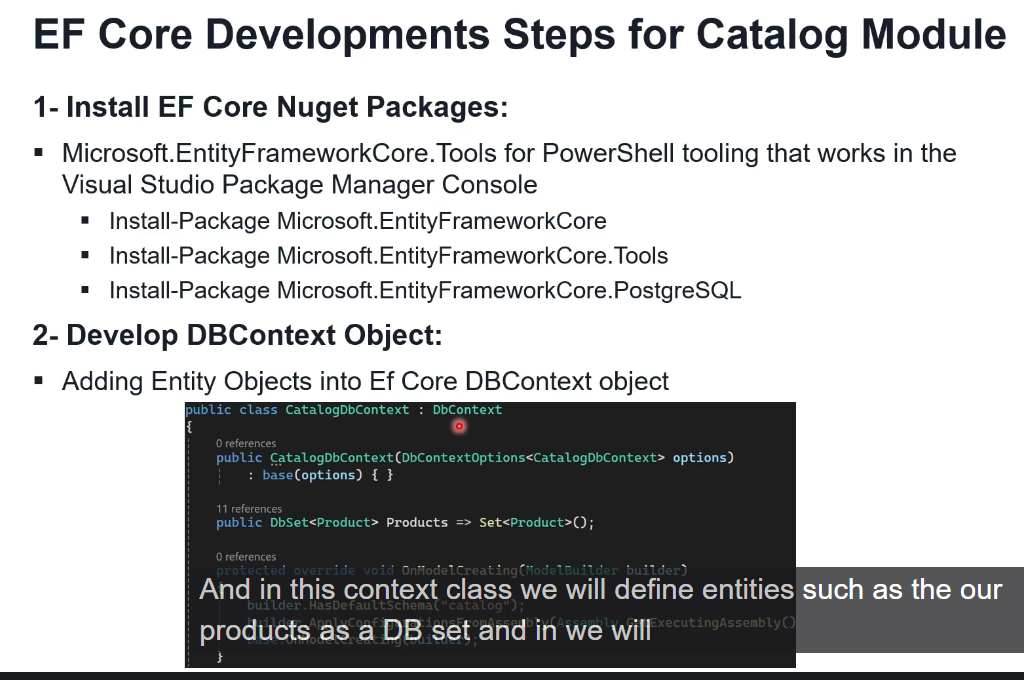 EF Core Developments Steps for Catalog Module
1- Install EF Core Nuget Packages:
▪ Microsoft.EntityFrameworkCore.Tools for PowerShell tooling that works in the
Visual Studio Package Manager Console
▪ Install-Package Microsoft.EntityFrameworkCore
▪ Install-Package Microsoft.EntityFrameworkCore.Tools
▪ Install-Package Microsoft.EntityFrameworkCore.PostgreSQL
2- Develop DBContext Object:
▪ Adding Entity Objects into Ef Core DBContext object
public class CatalogDbContext : DbContext
{
0 references
public CatalogDbContext(DbContextOptions<CatalogDbContext> options)
: base(options) { }
11 references
public DbSet<Product> Products => Set<Product>();
0 references
protected override void OnModelCreating(ModelBuilder builder)
And in this context class we will define entities such as the our
builder.HasDefaultSchema("catalog");
products as a DB set and in we will
}